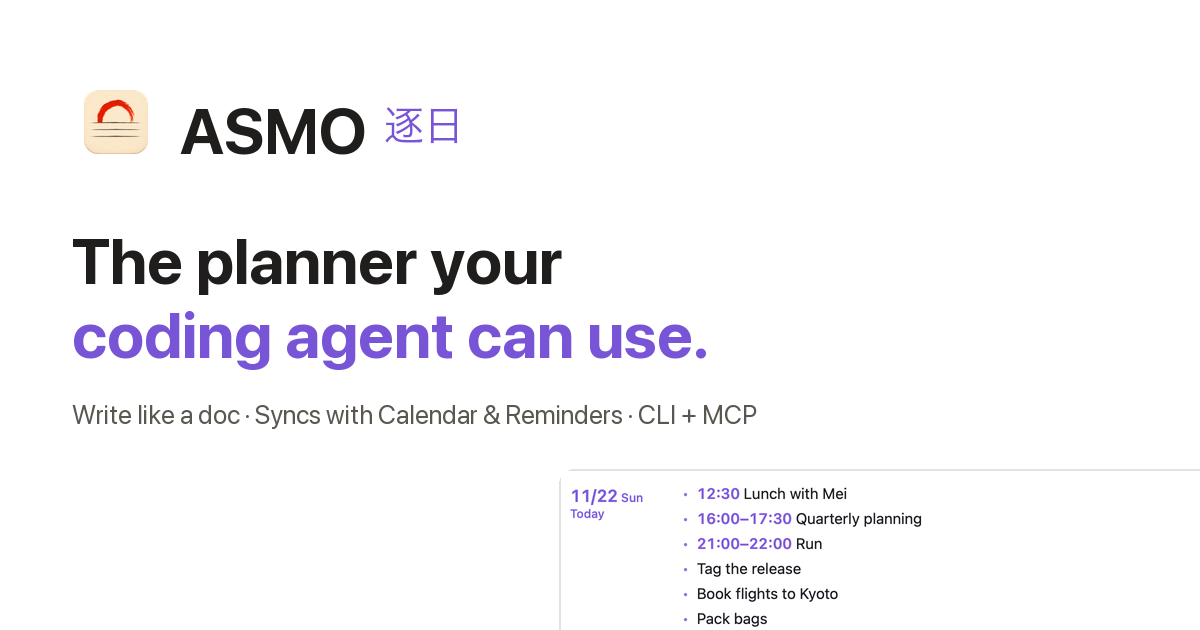 ASMO 逐日
The planner your
coding agent can use.
Write like a doc · Syncs with Calendar & Reminders · CLI + MCP
11/22 Sun
Today
• 12:30 Lunch with Mei
• 16:00–17:30 Quarterly planning
• 21:00–22:00 Run
• Tag the release
• Book flights to Kyoto
• Pack bags